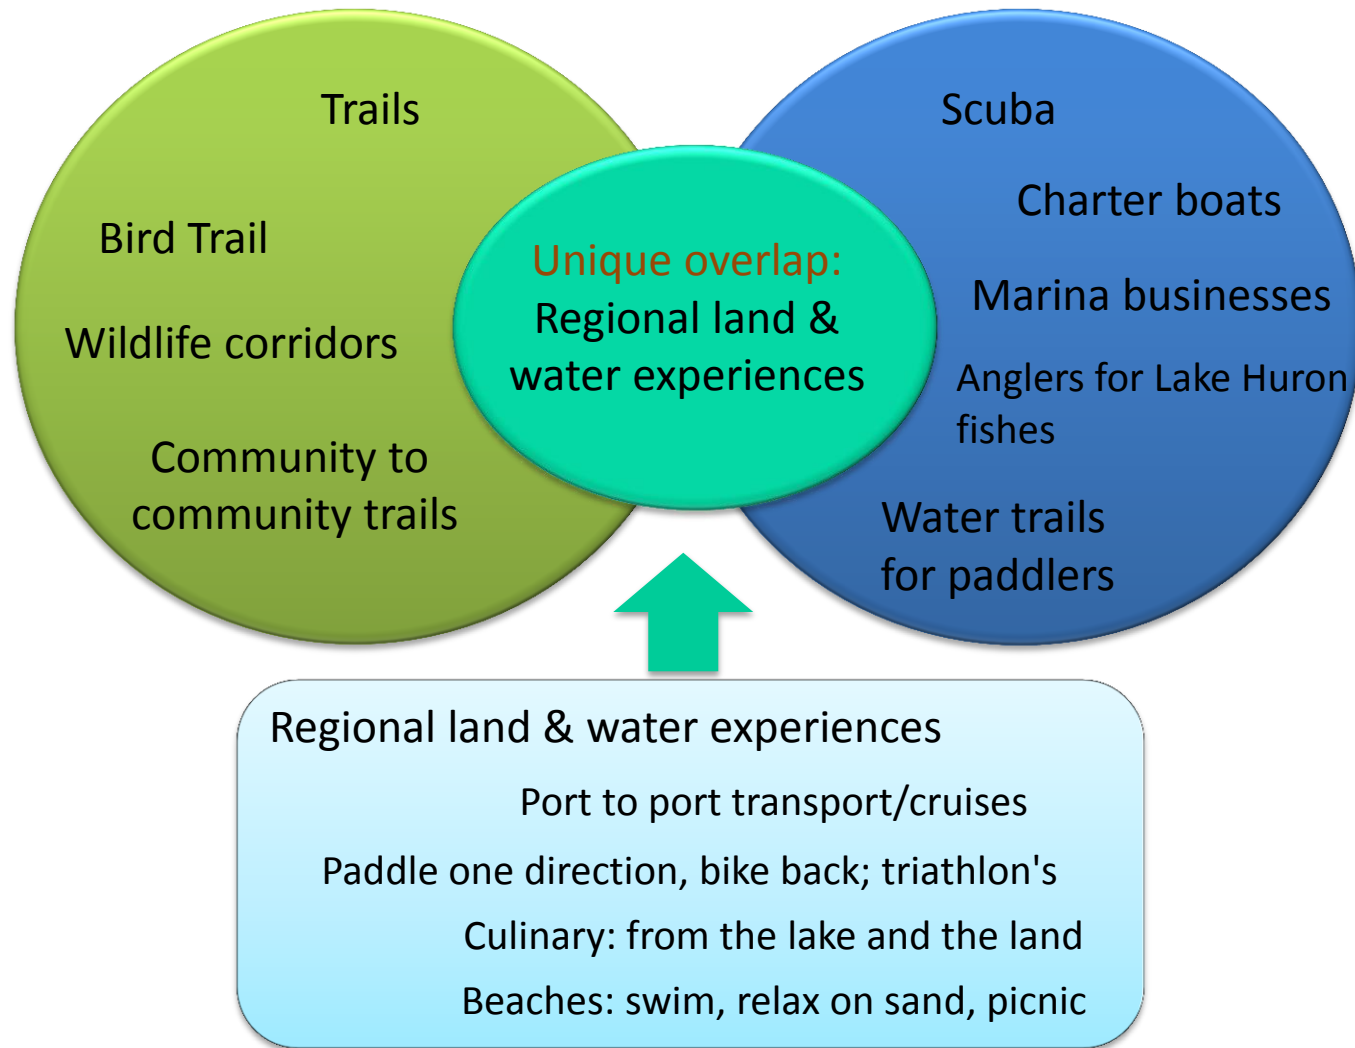 Trails
Bird Trail
Wildlife corridors
Community to
community trails
Unique overlap:
Regional land &
water experiences
Scuba
Charter boats
Marina businesses
Anglers for Lake Huron
fishes
Water trails
for paddlers
Regional land & water experiences
Port to port transport/cruises
Paddle one direction, bike back; triathlon's
Culinary: from the lake and the land
Beaches: swim, relax on sand, picnic